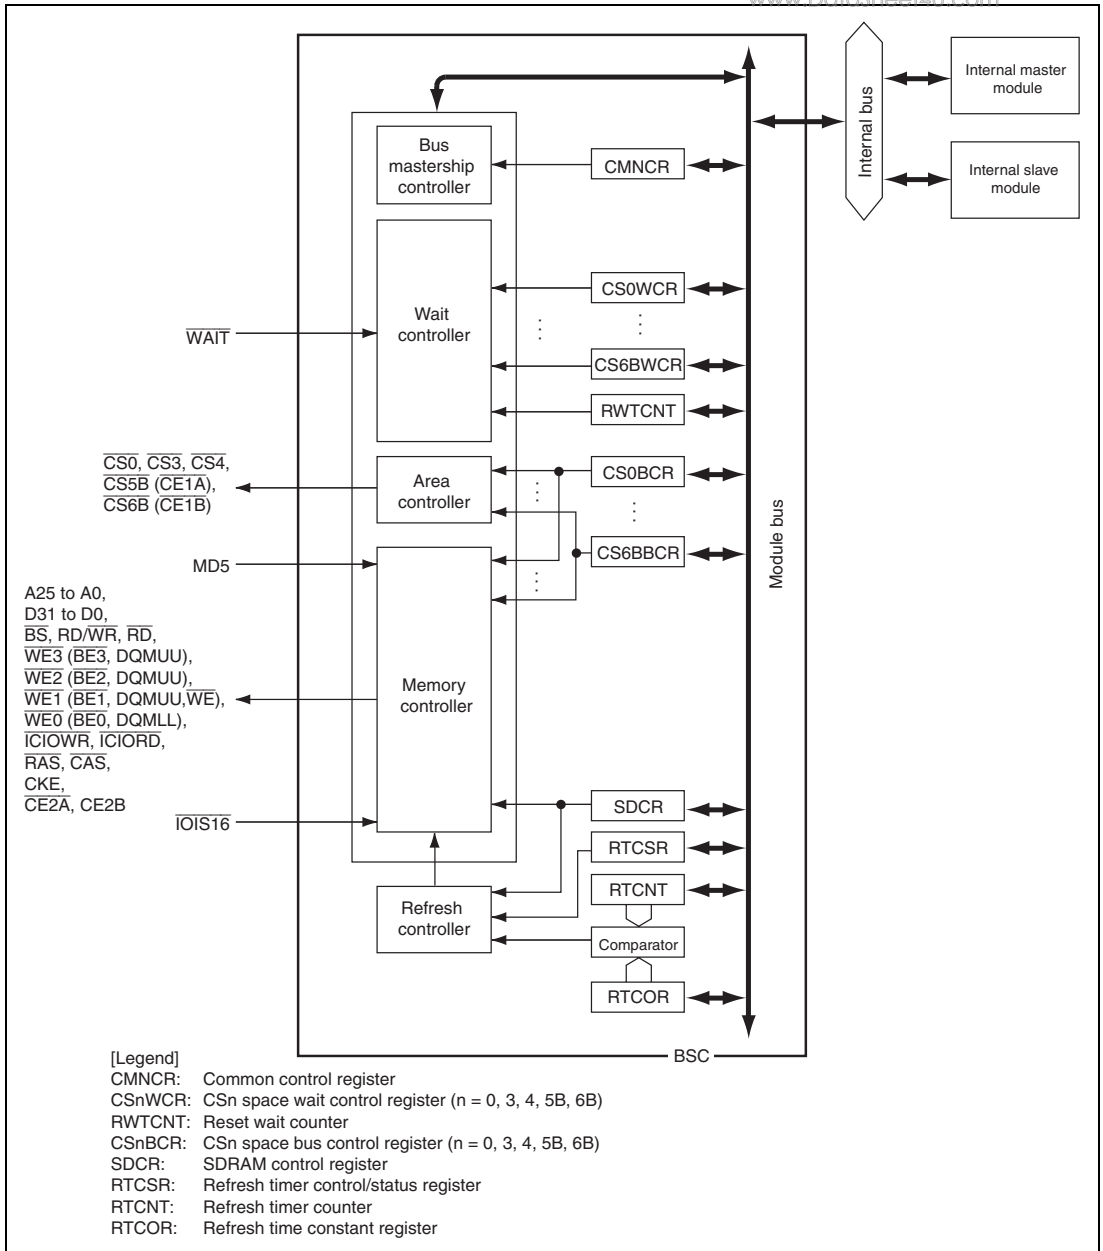 www.DataSheet4U.com
Internal bus
Internal master
module
Internal slave
module
Bus
mastership
controller
CMNCR
Wait
controller
CS0WCR
WAIT
CS6BWCR
RWTCNT
CS0, CS3, CS4,
CS5B (CE1A),
CS6B (CE1B)
Area
controller
CS0BCR
CS6BBCR
Module bus
MD5
A25 to A0,
D31 to D0,
BS, RD/WR, RD,
WE3 (BE3, DQMUU),
WE2 (BE2, DQMUU),
WE1 (BE1, DQMUU,WE),
WE0 (BE0, DQMLL),
ICIOWR, ICIORD,
RAS, CAS,
CKE,
CE2A, CE2B
Memory
controller
IOIS16
SDCR
RTCSR
RTCNT
Refresh
controller
Comparator
RTCOR
BSC
[Legend]
CMNCR: Common control register
CSnWCR: CSn space wait control register (n = 0, 3, 4, 5B, 6B)
RWTCNT: Reset wait counter
CSnBCR: CSn space bus control register (n = 0, 3, 4, 5B, 6B)
SDCR: SDRAM control register
RTCSR: Refresh timer control/status register
RTCNT: Refresh timer counter
RTCOR: Refresh time constant register